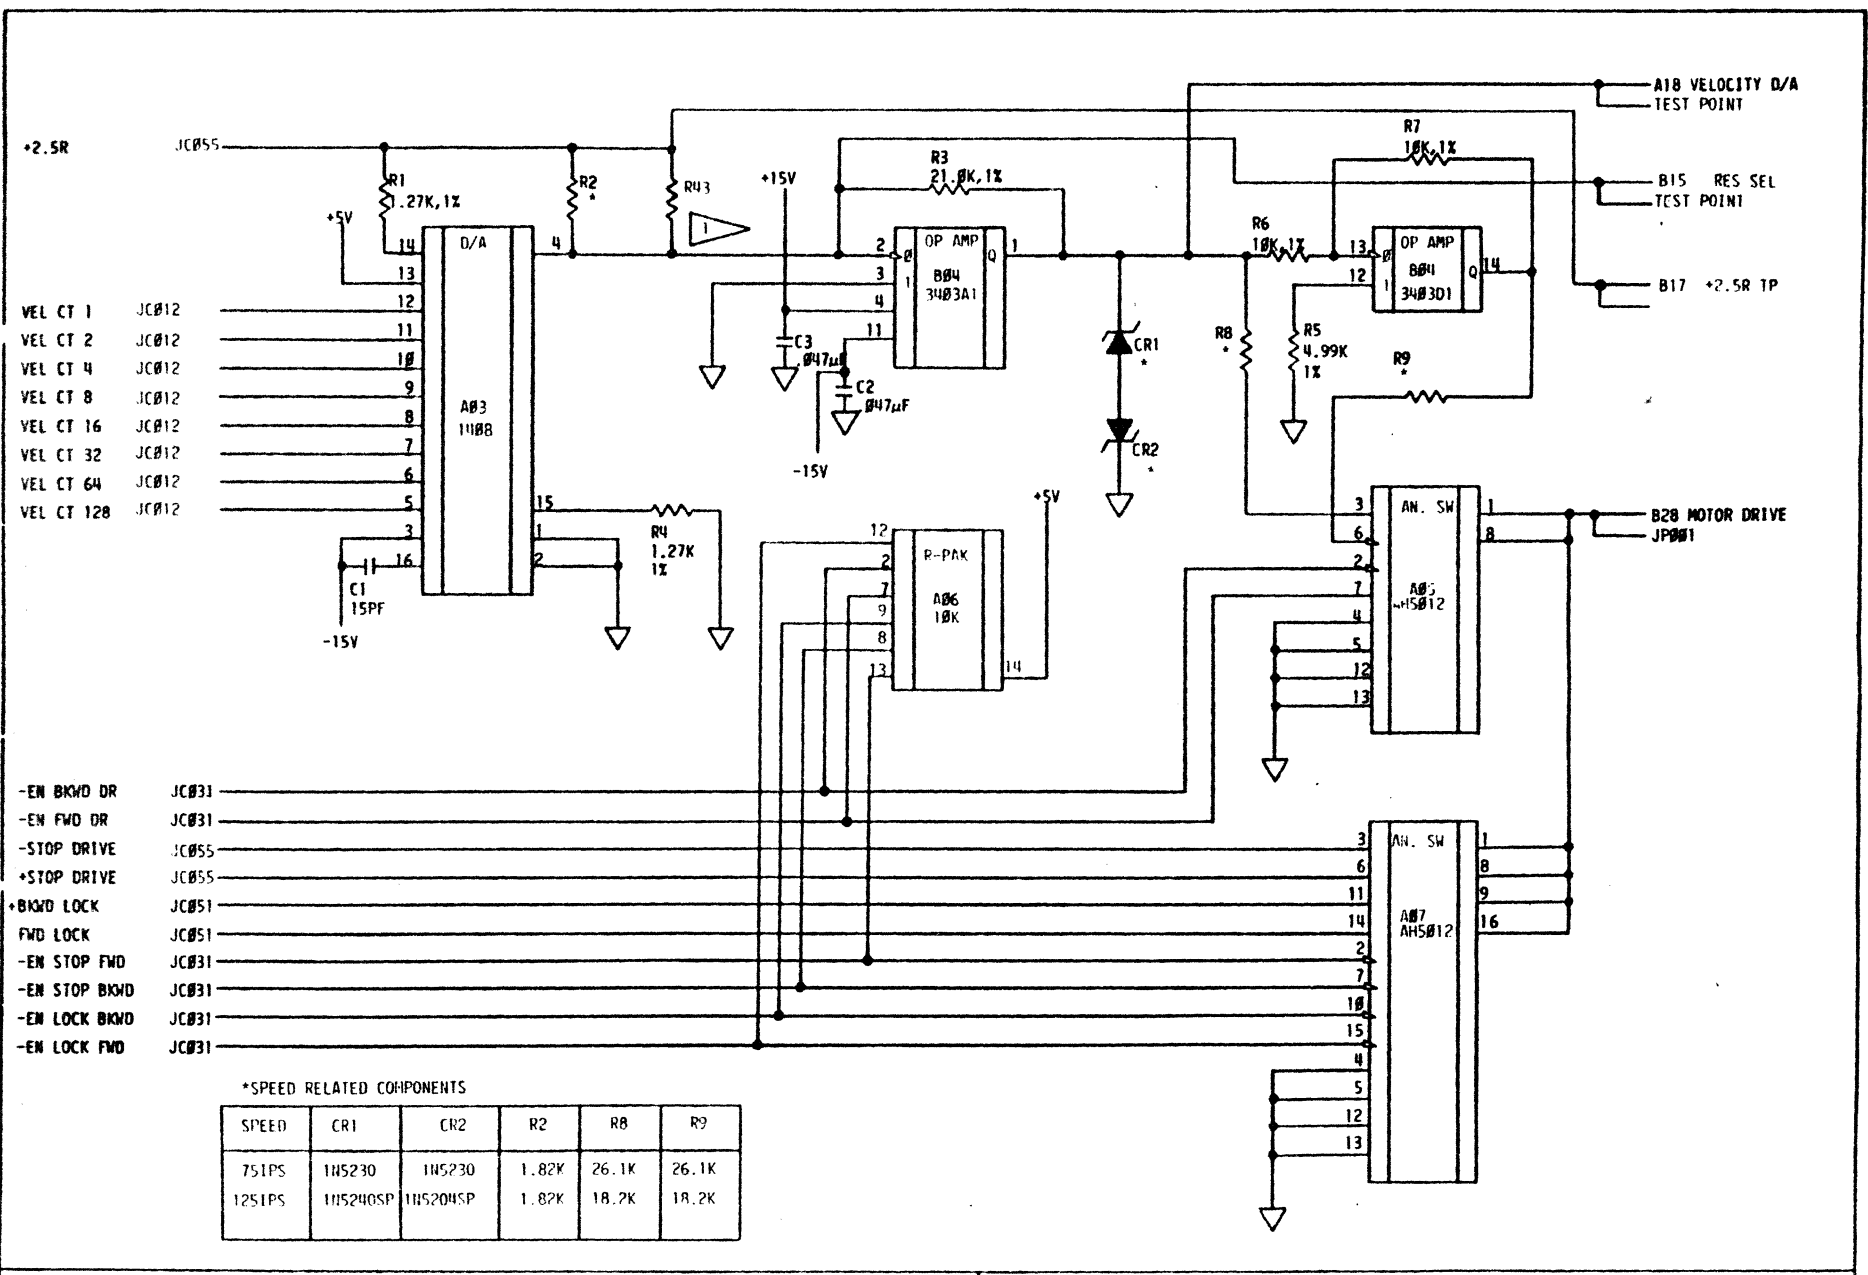 A18 VELOCITY D/A
TEST POINT
+2.5R JCØ55
R7
10K,1%
R1
1.27K,1%
R2
*
R43
1
+15V
R3
21.0K,1%
B15 RES SEL
TEST POINT
+5V
R6
10K,1%
14 D/A 4
13
12
11
10
9
8
7
6
5
3
16
15
1
2
AØ3
1408
VEL CT 1 JCØ12
VEL CT 2 JCØ12
VEL CT 4 JCØ12
VEL CT 8 JCØ12
VEL CT 16 JCØ12
VEL CT 32 JCØ12
VEL CT 64 JCØ12
VEL CT 128 JCØ12
2 Ø OP AMP Q 1
3 1 BØ4
4 3403A1
11
13 Ø OP AMP Q 14
12 1 BØ4
3403D1
B17 +2.5R TP
C3
.047µF
C2
.Ø47µF
-15V
CR1
*
CR2
*
R8
*
R5
4.99K
1%
R9
*
R4
1.27K
1%
C1
15PF
-15V
+5V
12
2
7
9
8
13
R-PAK
AØ6
10K
14
3 AN. SW 1
6 8
2
7
4
5
12
13
AØ5
AH5Ø12
B28 MOTOR DRIVE
JPØØ1
-EN BKWD DR JCØ31
-EN FWD DR JCØ31
-STOP DRIVE JCØ55
+STOP DRIVE JCØ55
+BKWD LOCK JCØ51
FWD LOCK JCØ51
-EN STOP FWD JCØ31
-EN STOP BKWD JCØ31
-EN LOCK BKWD JCØ31
-EN LOCK FWD JCØ31
3 AN. SW 1
6 8
11 9
14 16
2
7
10
15
4
5
12
13
AØ7
AH5Ø12
*SPEED RELATED COMPONENTS
SPEED CR1 CR2 R2 R8 R9
75IPS 1N5230 1N5230 1.82K 26.1K 26.1K
125IPS 1N5240SP 1N5204SP 1.82K 18.2K 18.2K